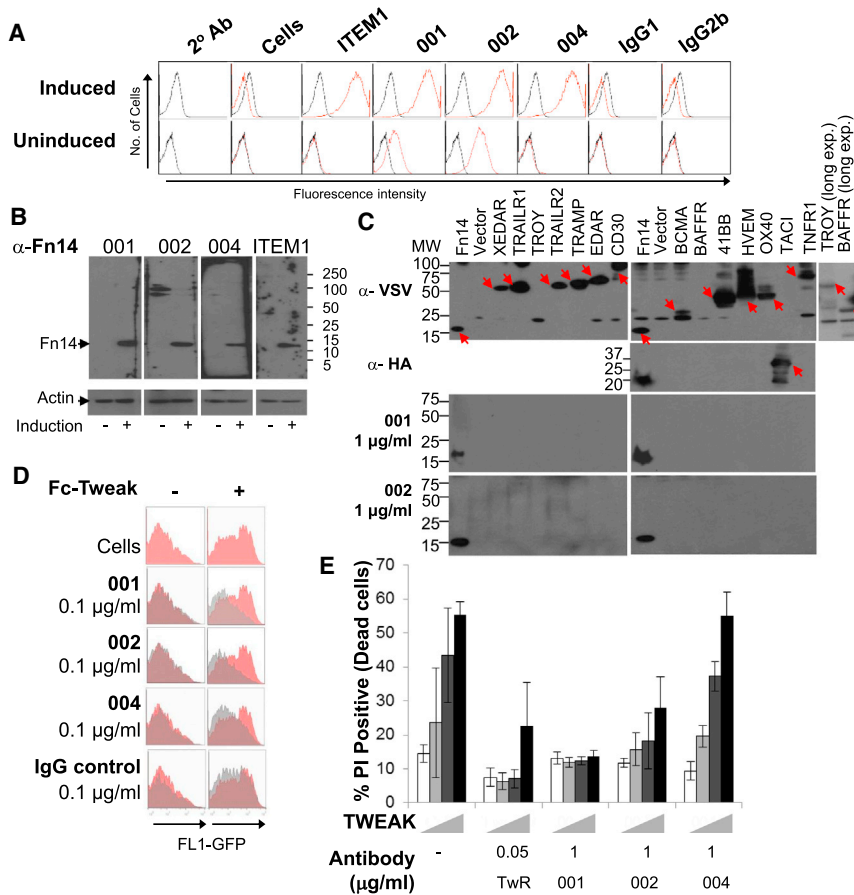 A
2º Ab Cells ITEM1 001 002 004 IgG1 IgG2b
Induced
Uninduced
No. of Cells
Fluorescence intensity
B
α-Fn14 001 002 004 ITEM1
250
100
50
25
15
10
5
Fn14
Actin
Induction - + - + - + - +
C
MW Fn14 Vector XEDAR TRAILR1 TROY TRAILR2 TRAMP EDAR CD30 Fn14 Vector BCMA BAFFR 41BB HVEM OX40 TACI TNFR1 TROY (long exp.) BAFFR (long exp.)
α- VSV
100
75
50
25
15
100
75
50
25
15
α- HA
37
25
20
001
1 µg/ml
75
50
25
15
002
1 µg/ml
75
50
25
15
D
Fc-Tweak - +
Cells
001
0.1 µg/ml
002
0.1 µg/ml
004
0.1 µg/ml
IgG control
0.1 µg/ml
FL1-GFP
E
% PI Positive (Dead cells)
70
60
50
40
30
20
10
0
TWEAK
Antibody - 0.05 1 1 1
(µg/ml) TwR 001 002 004